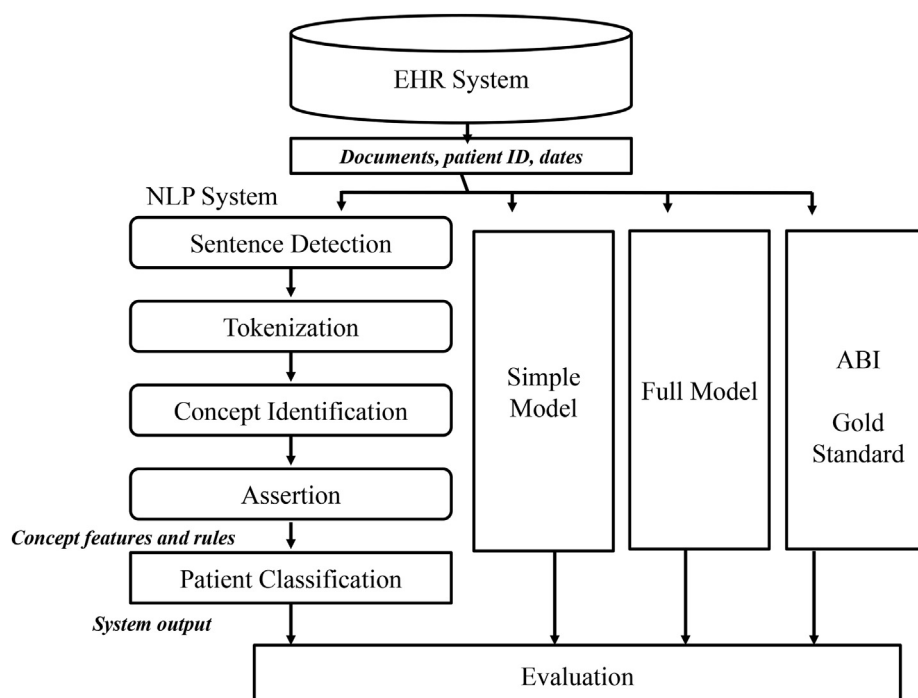 EHR System
Documents, patient ID, dates
NLP System
Sentence Detection
Tokenization
Concept Identification
Assertion
Concept features and rules
Patient Classification
System output
Simple
Model
Full Model
ABI
Gold
Standard
Evaluation